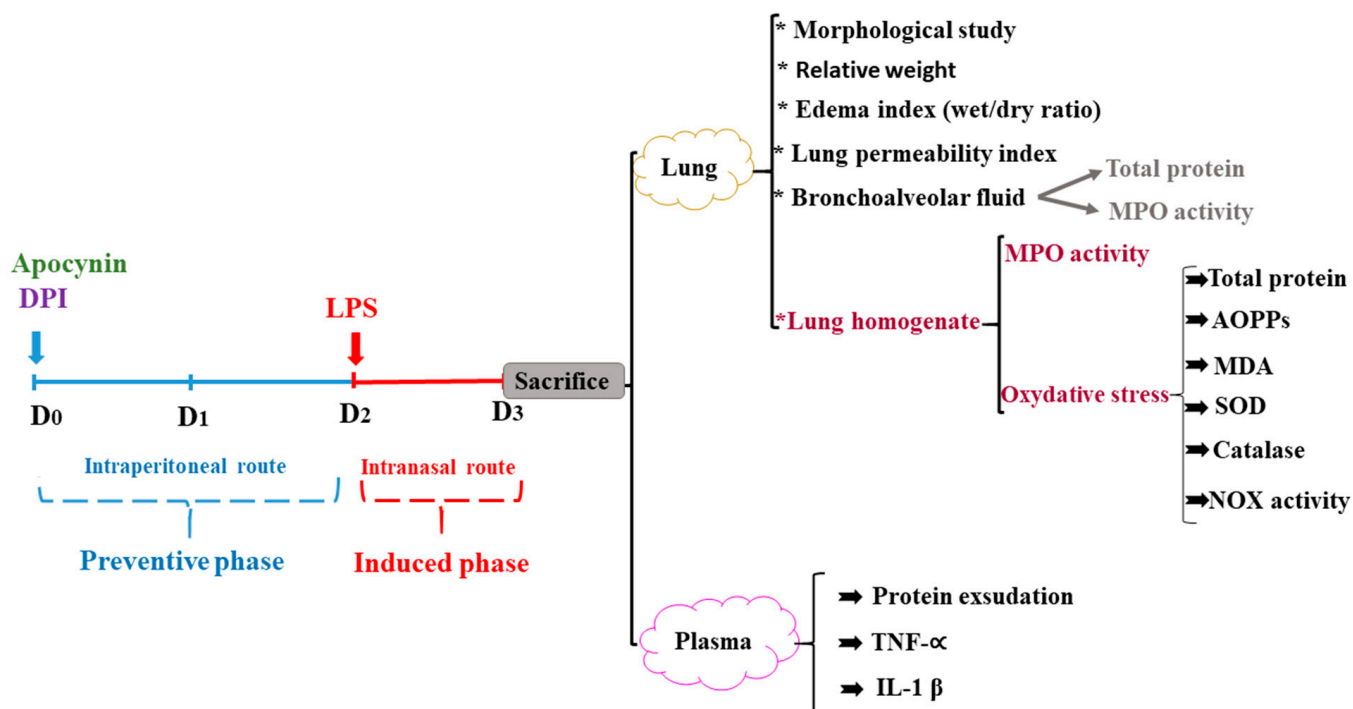 * Morphological study
* Relative weight
* Edema index (wet/dry ratio)
Lung
* Lung permeability index
* Bronchoalveolar fluid
Total protein
MPO activity
Apocynin
DPI
LPS
Sacrifice
D0
D1
D2
D3
Intraperitoneal route
Intranasal route
Preventive phase
Induced phase
*Lung homogenate
MPO activity
Oxydative stress
Total protein
AOPPs
MDA
SOD
Catalase
NOX activity
Plasma
Protein exsudation
TNF-∝
IL-1 β